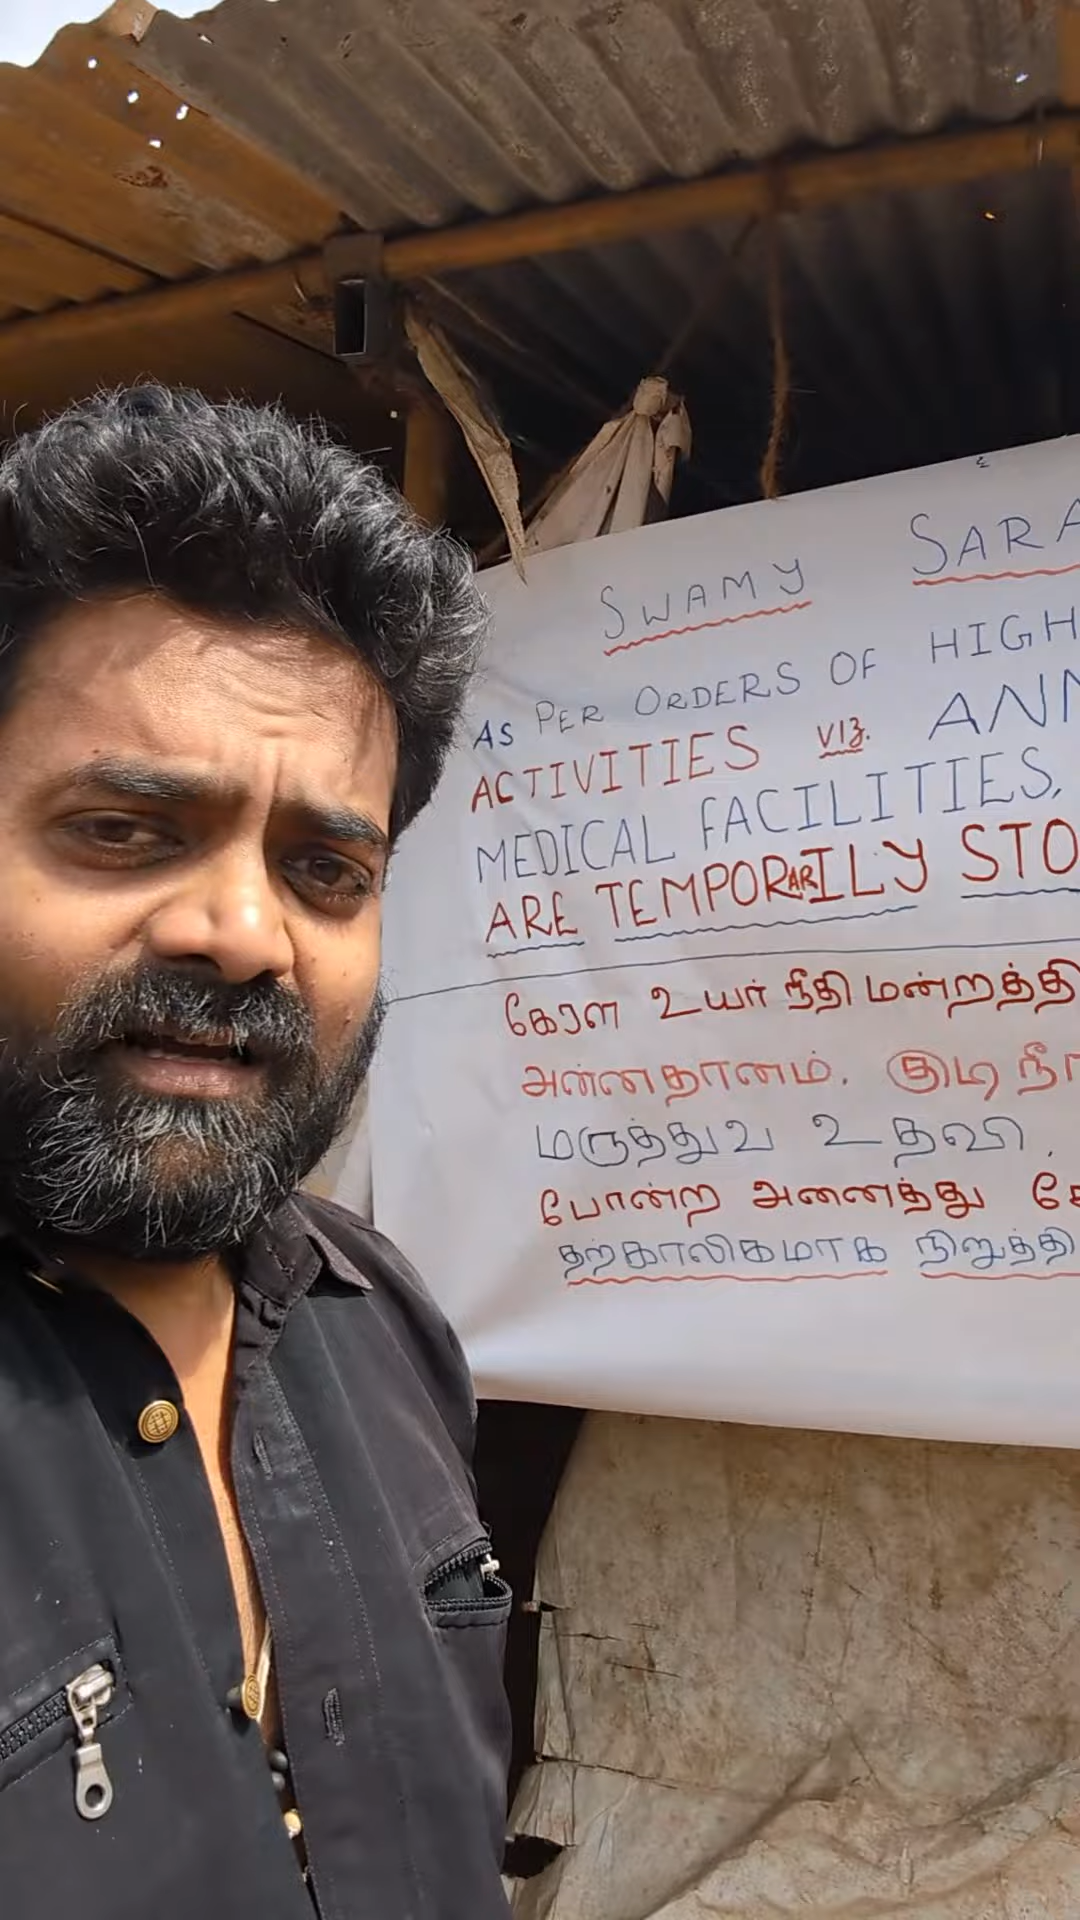 SWAMY SARA
AS PER ORDERS OF HIGH
ACTIVITIES VIZ. ANN
MEDICAL FACILITIES,
ARE TEMPORARILY STO
கேரள உயர் நீதி மன்றத்தி
அன்னதானம். குடி நீர
மருத்துவ உதவி.
போன்ற அனைத்து சே
தற்காலிகமாக நிறுத்தி